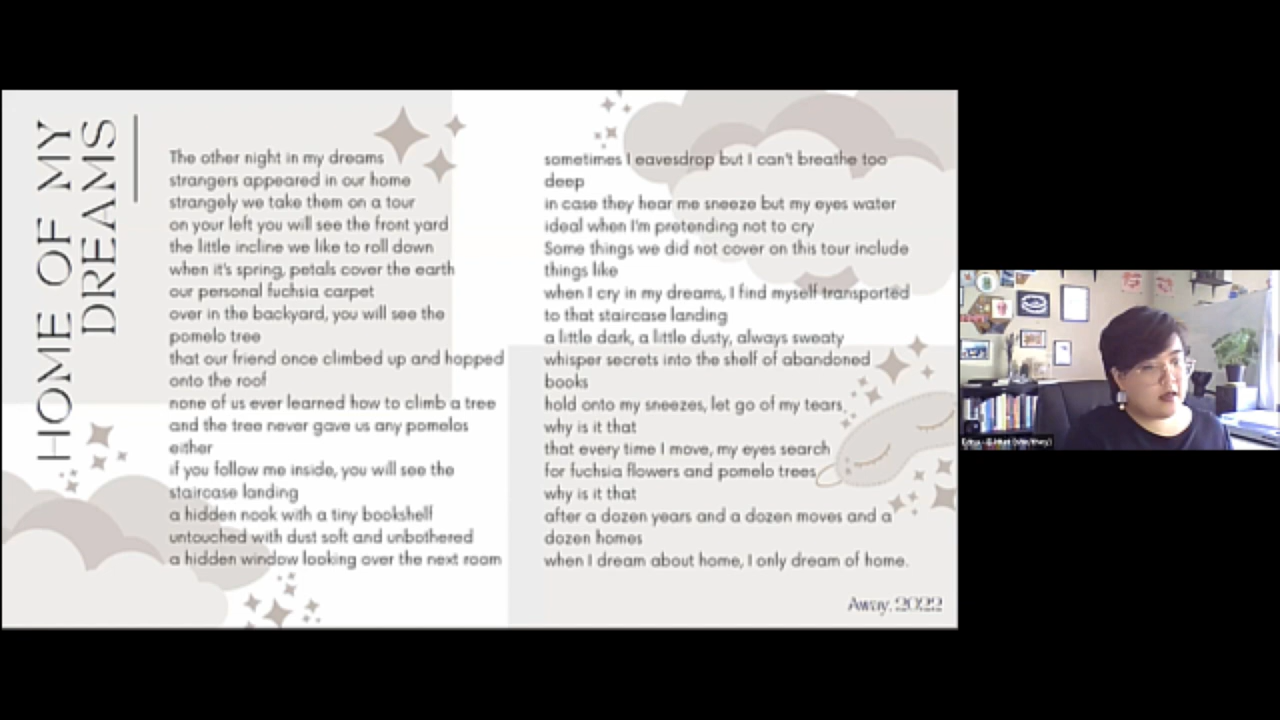 HOME OF MY
DREAMS
The other night in my dreams
strangers appeared in our home
strangely we take them on a tour
on your left you will see the front yard
the little incline we like to roll down
when it's spring, petals cover the earth
our personal fuchsia carpet
over in the backyard, you will see the
pomelo tree
that our friend once climbed up and hopped
onto the roof
none of us ever learned how to climb a tree
and the tree never gave us any pomelos
either
if you follow me inside, you will see the
staircase landing
a hidden nook with a tiny bookshelf
untouched with dust soft and unbothered
a hidden window looking over the next room
sometimes I eavesdrop but I can't breathe too
deep
in case they hear me sneeze but my eyes water
ideal when I'm pretending not to cry
Some things we did not cover on this tour include
things like
when I cry in my dreams, I find myself transported
to that staircase landing
a little dark, a little dusty, always sweaty
whisper secrets into the shelf of abandoned
books
hold onto my sneezes, let go of my tears,
why is it that
that every time I move, my eyes search
for fuchsia flowers and pomelo trees
why is it that
after a dozen years and a dozen moves and a
dozen homes
when I dream about home, I only dream of home.
Away, 2022
(she/they)